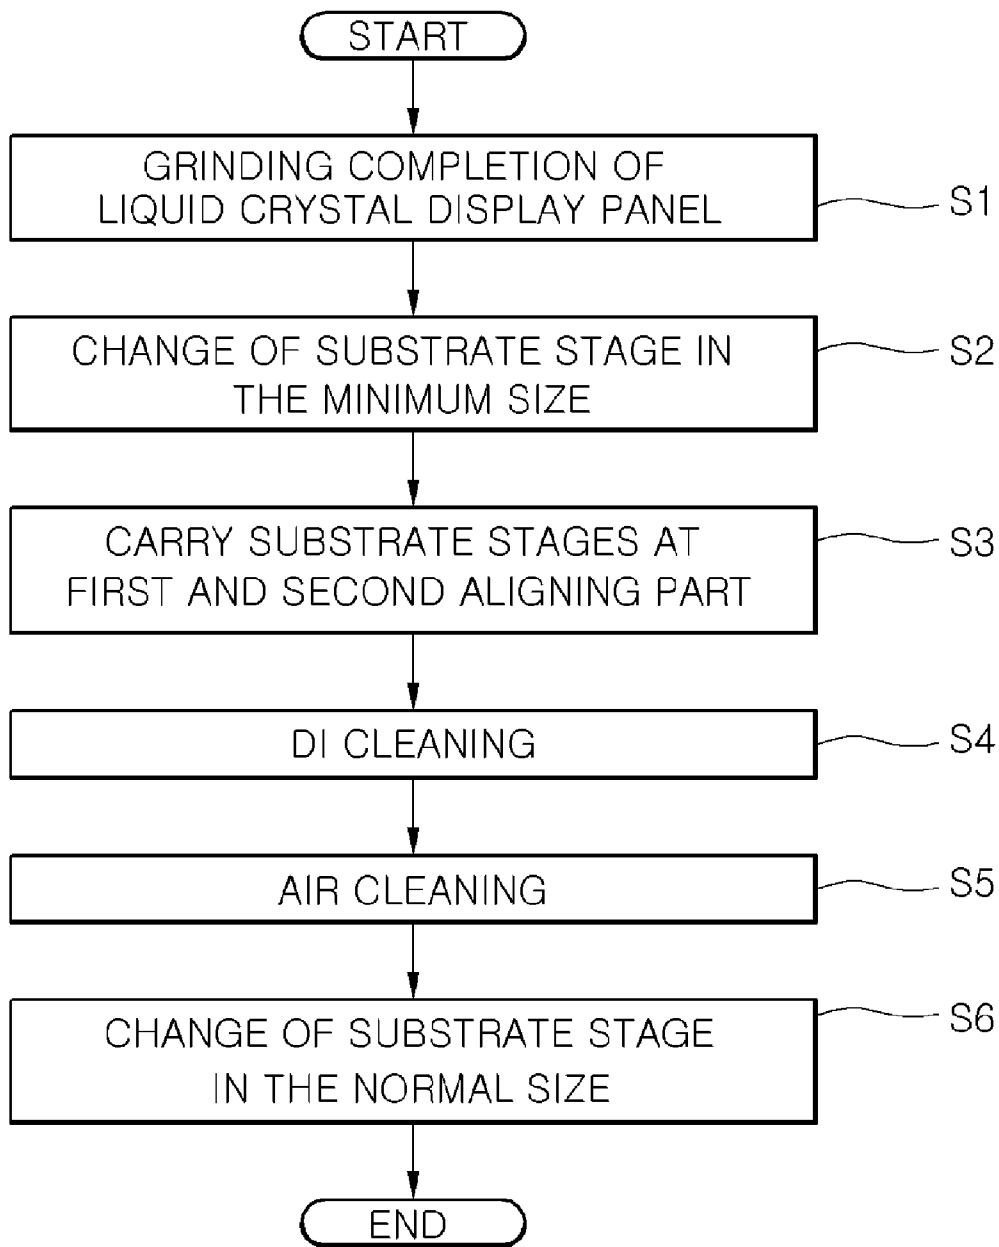 START
GRINDING COMPLETION OF
LIQUID CRYSTAL DISPLAY PANEL
S1
CHANGE OF SUBSTRATE STAGE IN
THE MINIMUM SIZE
S2
CARRY SUBSTRATE STAGES AT
FIRST AND SECOND ALIGNING PART
S3
DI CLEANING
S4
AIR CLEANING
S5
CHANGE OF SUBSTRATE STAGE
IN THE NORMAL SIZE
S6
END